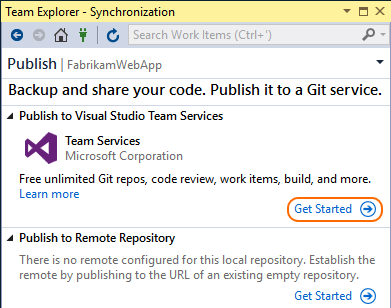 Team Explorer - Synchronization
Search Work Items (Ctrl+')
Publish | FabrikamWebApp
Backup and share your code. Publish it to a Git service.
Publish to Visual Studio Team Services
Team Services
Microsoft Corporation
Free unlimited Git repos, code review, work items, build, and more.
Learn more
Get Started
Publish to Remote Repository
There is no remote configured for this local repository. Establish the
remote by publishing to the URL of an existing empty repository.
Get Started